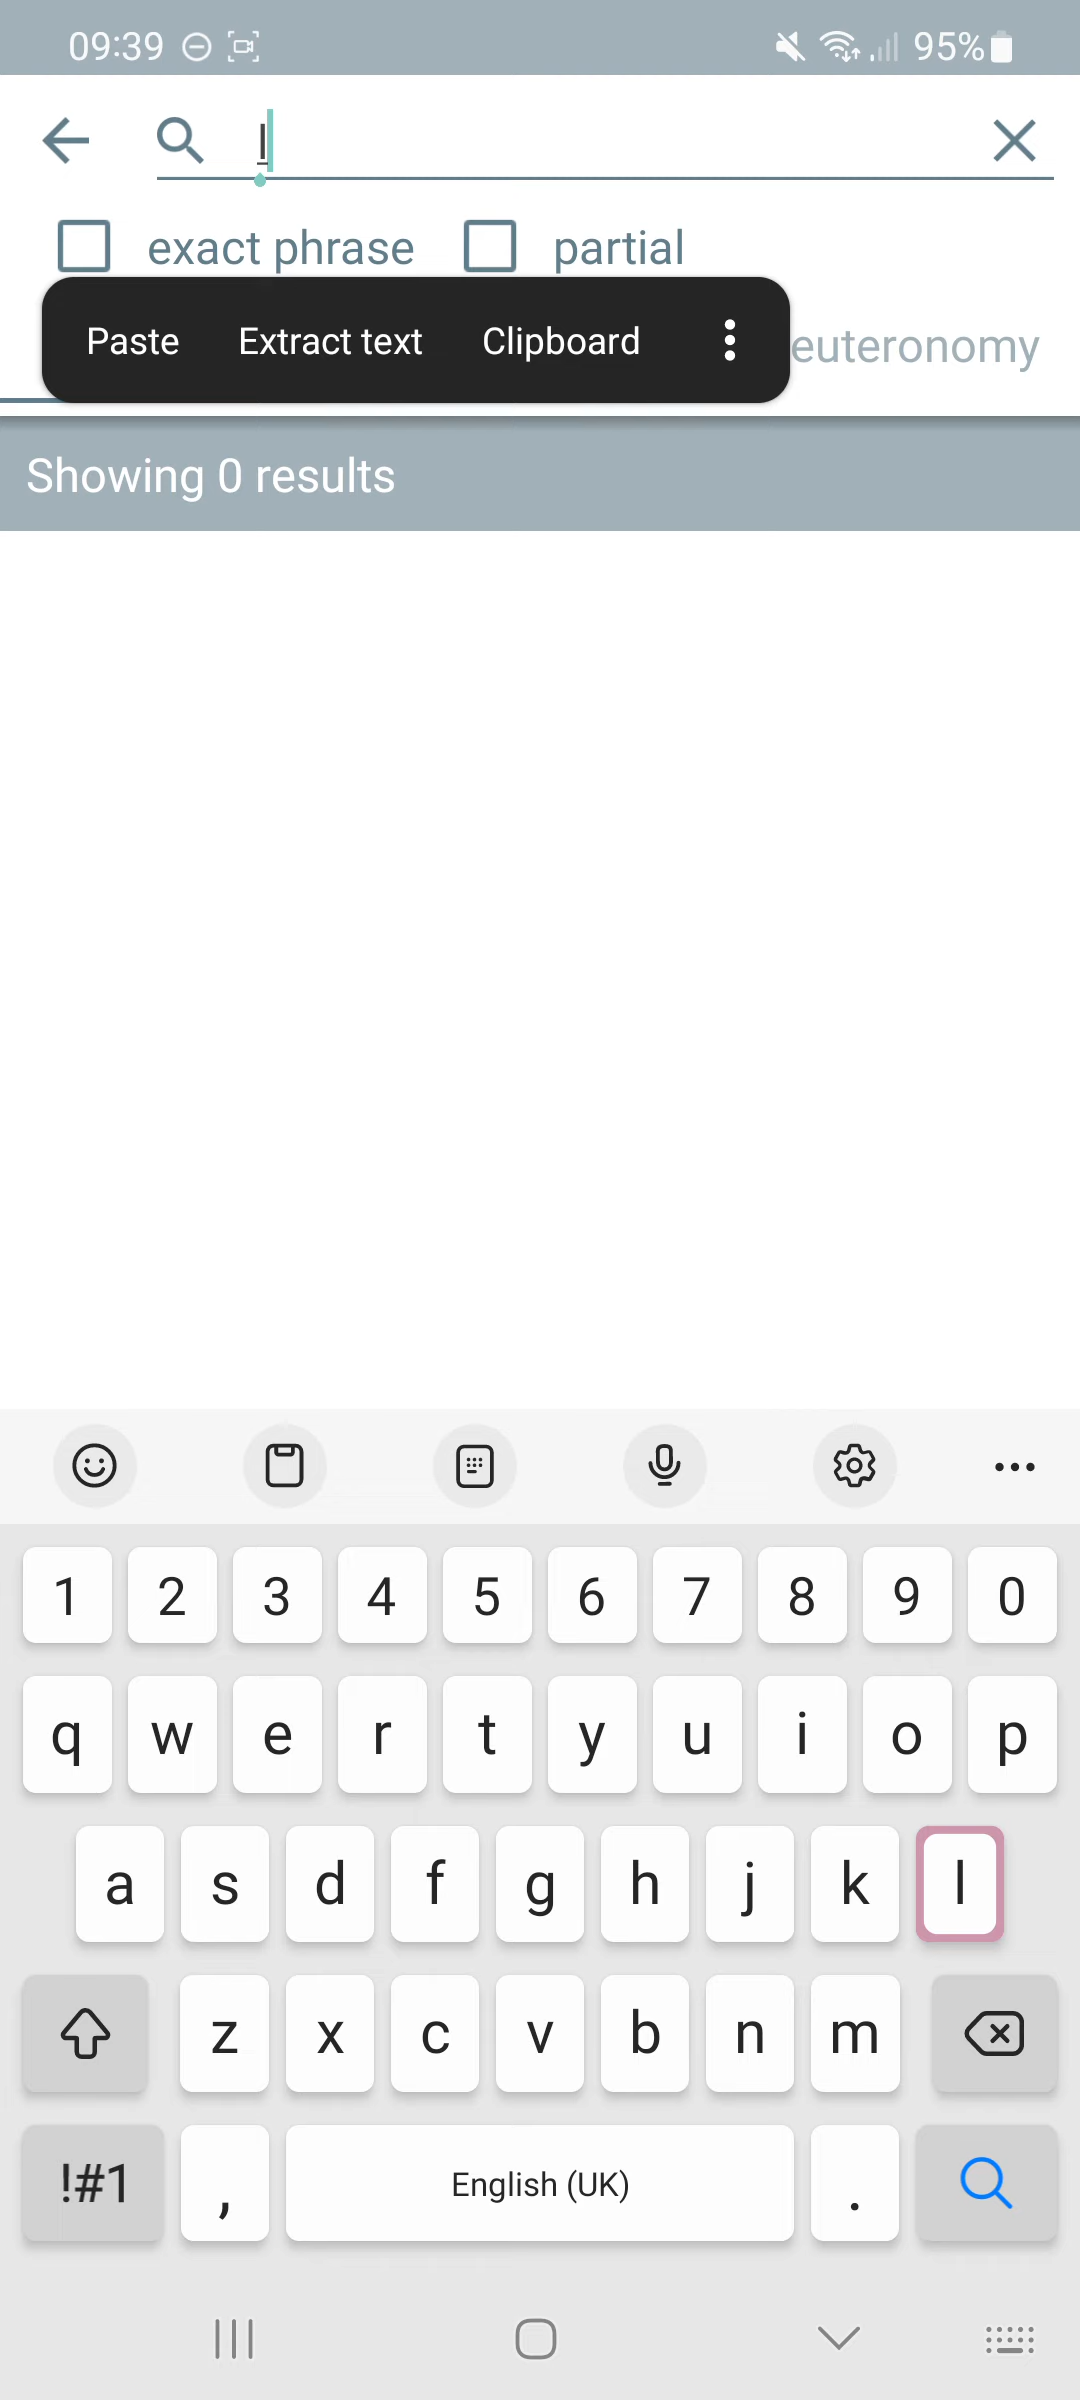 09:39 95%
l
exact phrase partial
Paste Extract text Clipboard euteronomy
Showing 0 results
1 2 3 4 5 6 7 8 9 0
q w e r t y u i o p
a s d f g h j k l
z x c v b n m
!#1 , English (UK) .